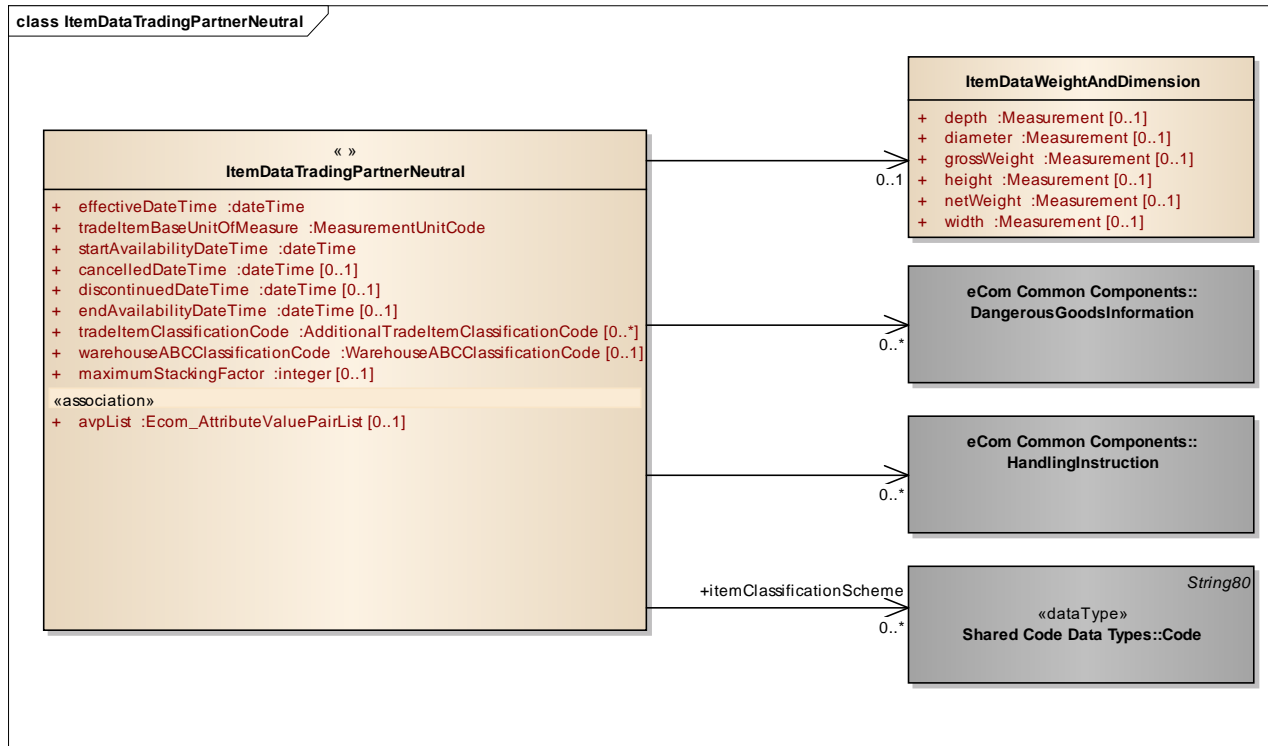 class ItemDataTradingPartnerNeutral
« »
ItemDataTradingPartnerNeutral
+ effectiveDateTime :dateTime
+ tradeItemBaseUnitOfMeasure :MeasurementUnitCode
+ startAvailabilityDateTime :dateTime
+ cancelledDateTime :dateTime [0..1]
+ discontinuedDateTime :dateTime [0..1]
+ endAvailabilityDateTime :dateTime [0..1]
+ tradeItemClassificationCode :AdditionalTradeItemClassificationCode [0..*]
+ warehouseABCClassificationCode :WarehouseABCClassificationCode [0..1]
+ maximumStackingFactor :integer [0..1]
«association»
+ avpList :Ecom_AttributeValuePairList [0..1]
0..1
ItemDataWeightAndDimension
+ depth :Measurement [0..1]
+ diameter :Measurement [0..1]
+ grossWeight :Measurement [0..1]
+ height :Measurement [0..1]
+ netWeight :Measurement [0..1]
+ width :Measurement [0..1]
0..*
eCom Common Components::
DangerousGoodsInformation
0..*
eCom Common Components::
HandlingInstruction
+itemClassificationScheme
0..*
String80
«dataType»
Shared Code Data Types::Code